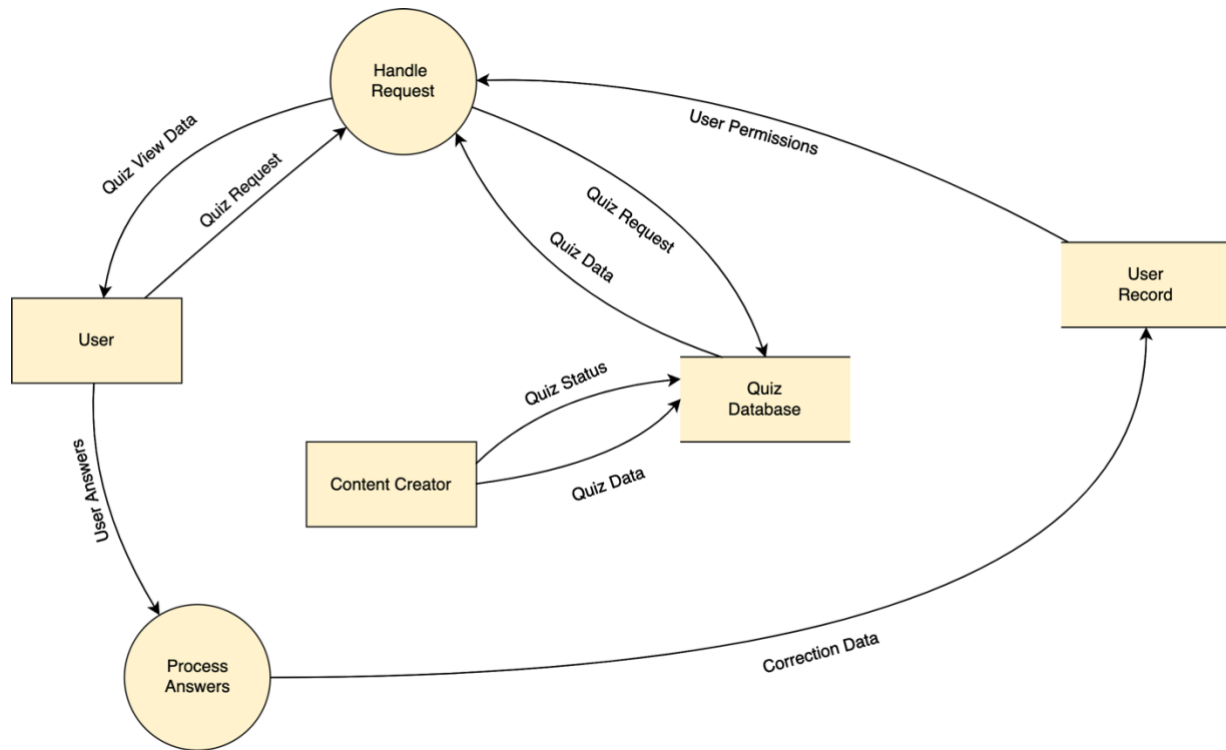 Handle
Request
User Permissions
Quiz View Data
Quiz Request
Quiz Request
Quiz Data
User
Record
User
Quiz Status
Quiz
Database
Content Creator
Quiz Data
User Answers
Process
Answers
Correction Data